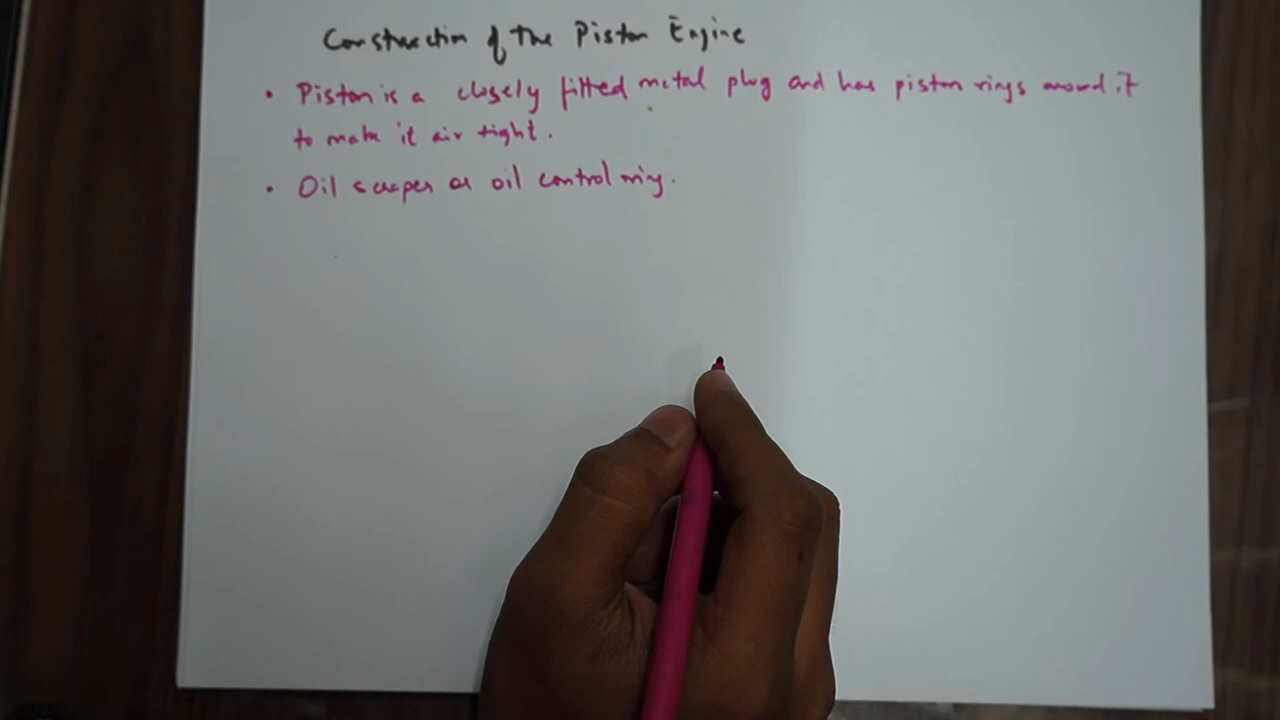 Construction of the Piston Engine
• Piston is a closely fitted metal plug and has piston rings around it
to make it air tight.
• Oil scraper or oil control ring.